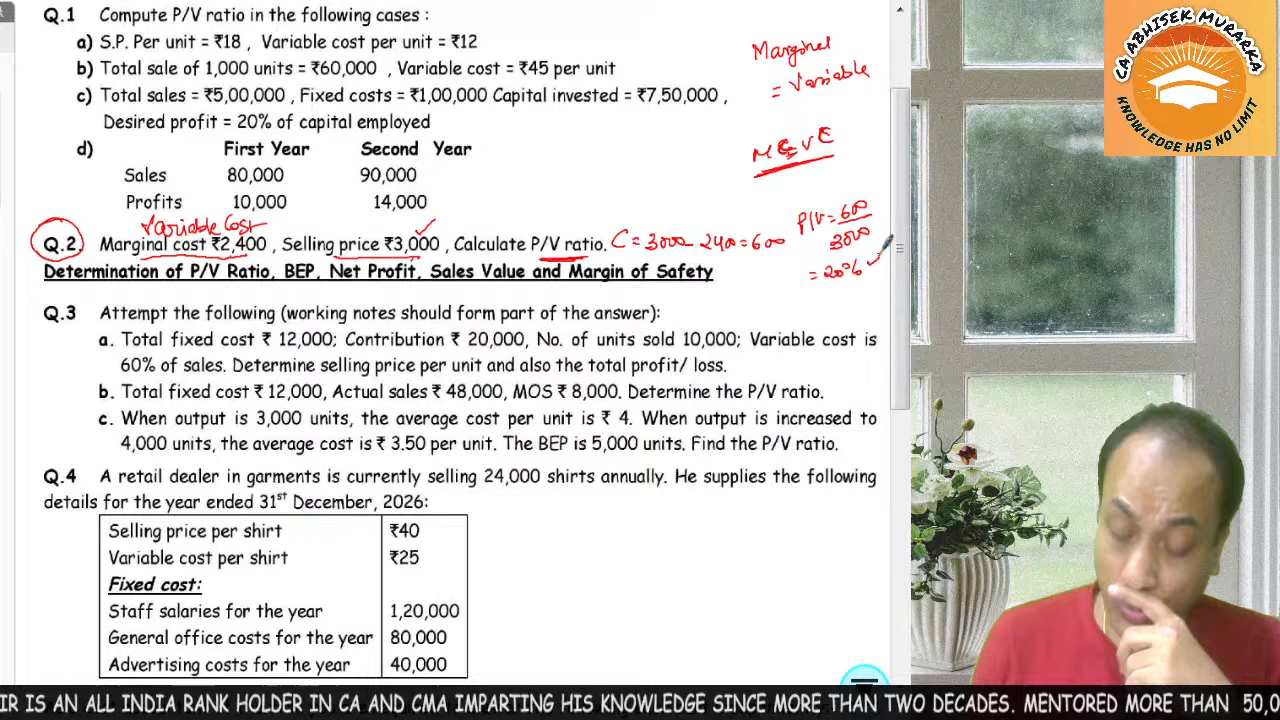 Q.1 Compute P/V ratio in the following cases :
a) S.P. Per unit = ₹18 , Variable cost per unit = ₹12
b) Total sale of 1,000 units = ₹60,000 , Variable cost = ₹45 per unit
c) Total sales = ₹5,00,000 , Fixed costs = ₹1,00,000 Capital invested = ₹7,50,000 ,
Desired profit = 20% of capital employed
d) First Year Second Year
Sales 80,000 90,000
Profits 10,000 14,000
Marginal
= Variable
Variable Cost
Q.2 Marginal cost ₹2,400 , Selling price ₹3,000 , Calculate P/V ratio. C = 3000 - 2400 = 600
P/V = 600
3000
= 20%
Determination of P/V Ratio, BEP, Net Profit, Sales Value and Margin of Safety
Q.3 Attempt the following (working notes should form part of the answer):
a. Total fixed cost ₹ 12,000; Contribution ₹ 20,000, No. of units sold 10,000; Variable cost is
60% of sales. Determine selling price per unit and also the total profit/ loss.
b. Total fixed cost ₹ 12,000, Actual sales ₹ 48,000, MOS ₹ 8,000. Determine the P/V ratio.
c. When output is 3,000 units, the average cost per unit is ₹ 4. When output is increased to
4,000 units, the average cost is ₹ 3.50 per unit. The BEP is 5,000 units. Find the P/V ratio.
Q.4 A retail dealer in garments is currently selling 24,000 shirts annually. He supplies the following
details for the year ended 31st December, 2026:
Selling price per shirt ₹40
Variable cost per shirt ₹25
Fixed cost:
Staff salaries for the year 1,20,000
General office costs for the year 80,000
Advertising costs for the year 40,000
CA ABHISEK MURARKA
KNOWLEDGE HAS NO LIMIT
IR IS AN ALL INDIA RANK HOLDER IN CA AND CMA IMPARTING HIS KNOWLEDGE SINCE MORE THAN TWO DECADES. MENTORED MORE THAN 50,0